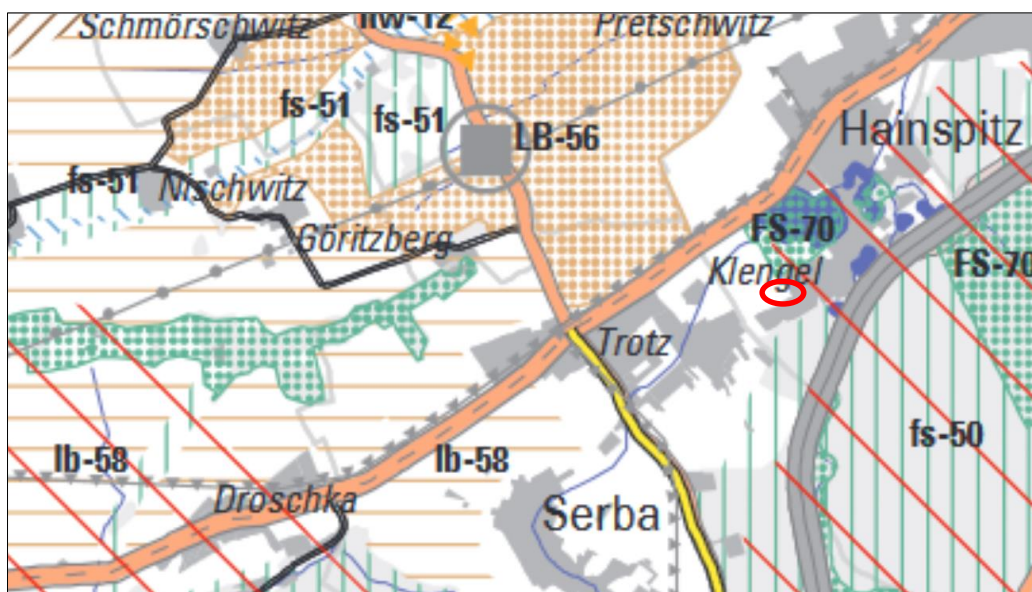 Schmörschwitz
Pretschwitz
fs-51
fs-51
LB-56
Hainspitz
fs-51
Nischwitz
Göritzberg
FS-70
Klengel
FS-70
Trotz
fs-50
lb-58
lb-58
Droschka
Serba